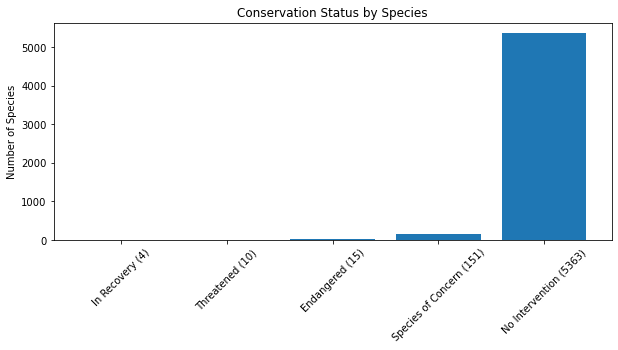 Conservation Status by Species
Number of Species
5000
4000
3000
2000
1000
0
In Recovery (4)
Threatened (10)
Endangered (15)
Species of Concern (151)
No Intervention (5363)